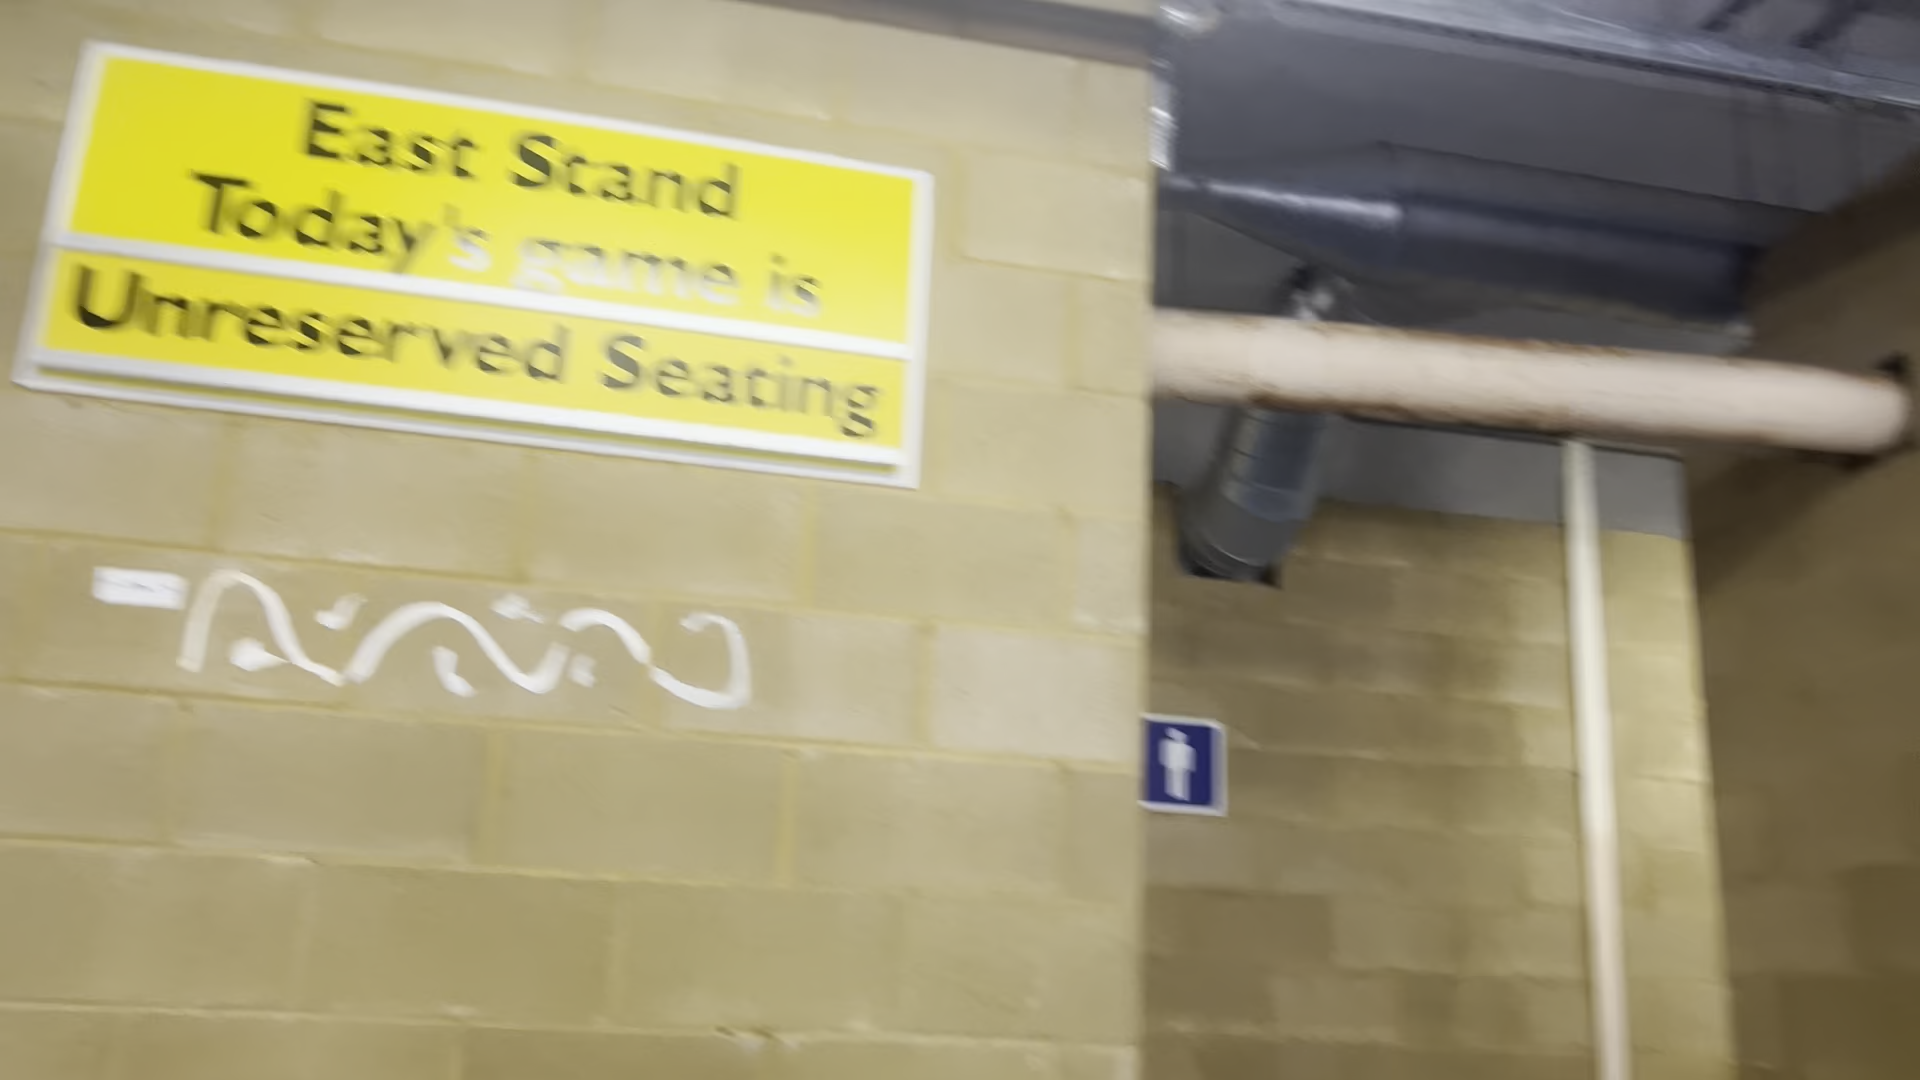 East Stand
Today's game is
Unreserved Seating